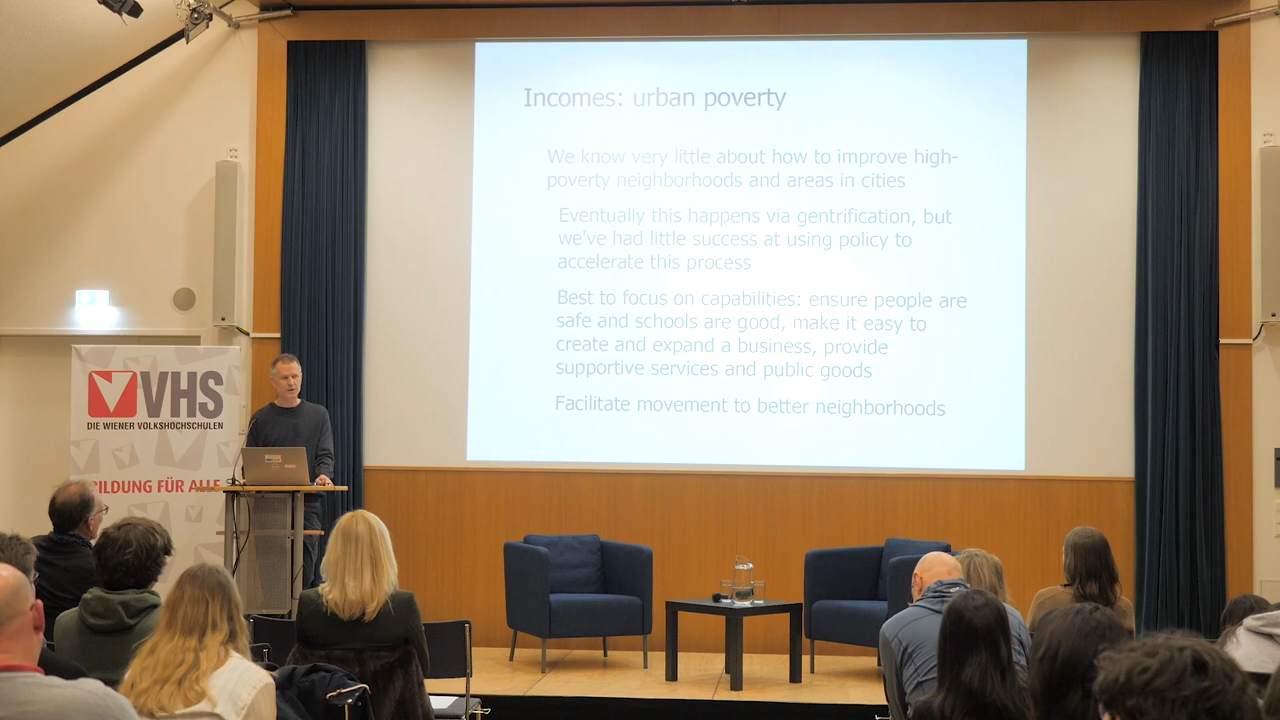 Incomes: urban poverty
We know very little about how to improve high-
poverty neighborhoods and areas in cities
Eventually this happens via gentrification, but
we've had little success at using policy to
accelerate this process
Best to focus on capabilities: ensure people are
safe and schools are good, make it easy to
create and expand a business, provide
supportive services and public goods
Facilitate movement to better neighborhoods
VHS
DIE WIENER VOLKSHOCHSCHULEN
BILDUNG FÜR ALLE